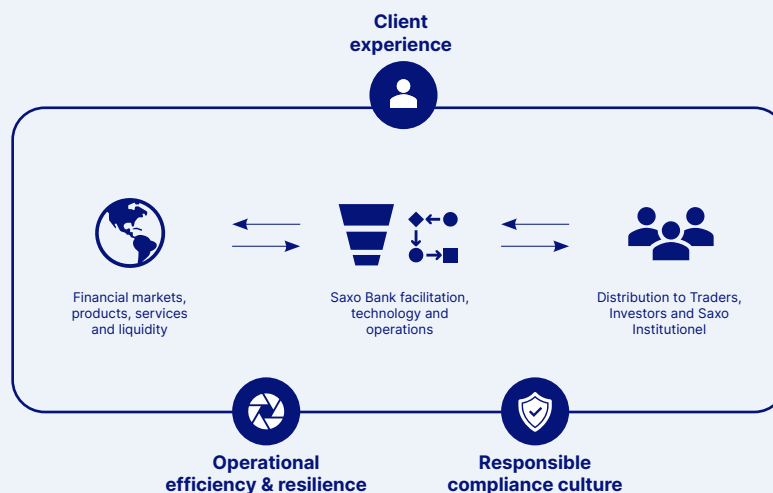 Client
experience
Financial markets,
products, services
and liquidity
Saxo Bank facilitation,
technology and
operations
Distribution to Traders,
Investors and Saxo
Institutionel
Operational
efficiency & resilience
Responsible
compliance culture